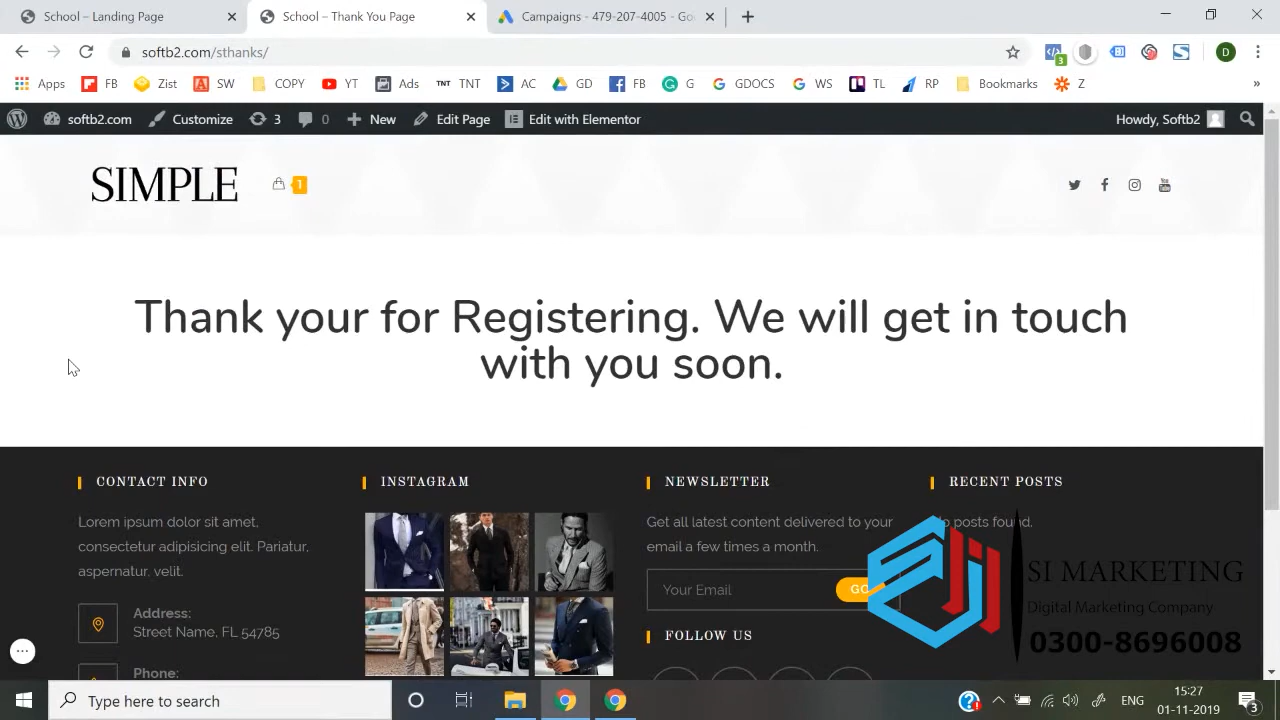 School – Landing Page
School – Thank You Page
Campaigns - 479-207-4005 - Go
softb2.com/sthanks/
3
D
Apps FB Zist SW COPY YT Ads TNT TNT AC GD FB G GDOCS WS TL RP Bookmarks Z »
softb2.com Customize 3 0 New Edit Page Edit with Elementor Howdy, Softb2
SIMPLE 1
Thank your for Registering. We will get in touch
with you soon.
CONTACT INFO
Lorem ipsum dolor sit amet,
consectetur adipisicing elit. Pariatur,
aspernatur, velit.
Address:
Street Name, FL 54785
Phone:
INSTAGRAM
NEWSLETTER
Get all latest content delivered to your
email a few times a month.
Your Email GO
FOLLOW US
RECENT POSTS
posts found.
SI MARKETING
Digital Marketing Company
0300-8696008
Type here to search
ENG
15:27
01-11-2019
3